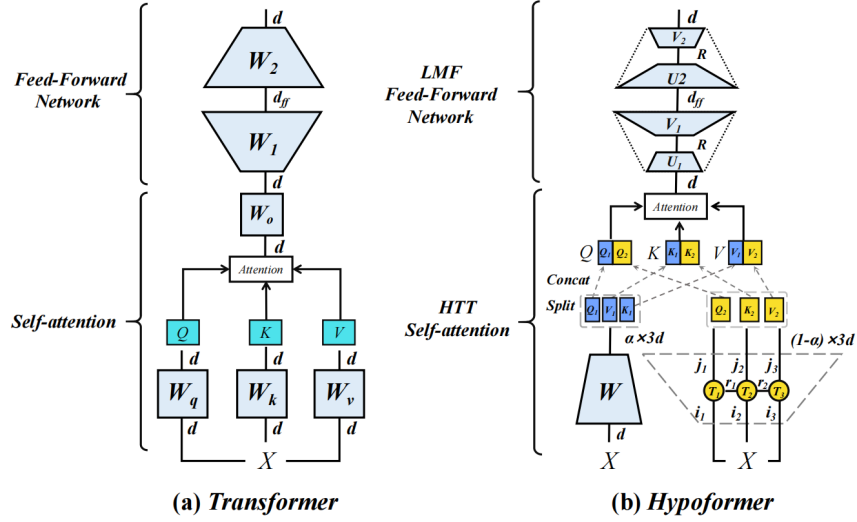 d
W2
dff
W1
d
Wo
d
Attention
Q K V
d d d
Wq Wk Wv
d d d
X
Feed-Forward
Network
Self-attention
(a) Transformer
d
V2
R
U2
dff
V1
R
U1
d
Attention
Q Q1 Q2 K K1 K2 V V1 V2
Concat
Split
Q1 V1 K1 Q2 K2 V2
α×3d (1-α)×3d
W
j1 j2 j3
T1 r1 T2 r2 T3
i1 i2 i3
d
X X
LMF
Feed-Forward
Network
HTT
Self-attention
(b) Hypoformer